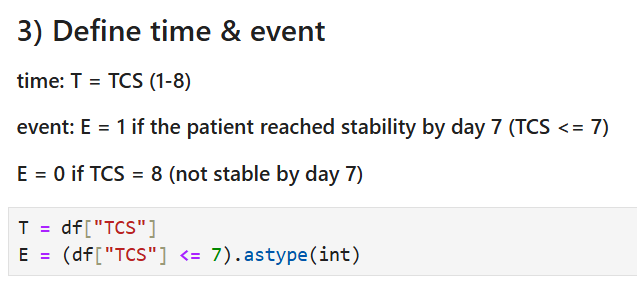 3) Define time & event
time: T = TCS (1-8)
event: E = 1 if the patient reached stability by day 7 (TCS <= 7)
E = 0 if TCS = 8 (not stable by day 7)
T = df["TCS"]
E = (df["TCS"] <= 7).astype(int)